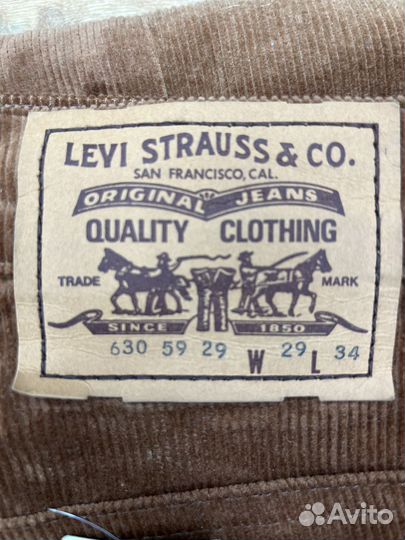 LEVI STRAUSS & CO.
SAN FRANCISCO, CAL.
ORIGINAL JEANS
QUALITY CLOTHING
TRADE MARK
SINCE 1850
630 59 29 W 29 L 34
Avito